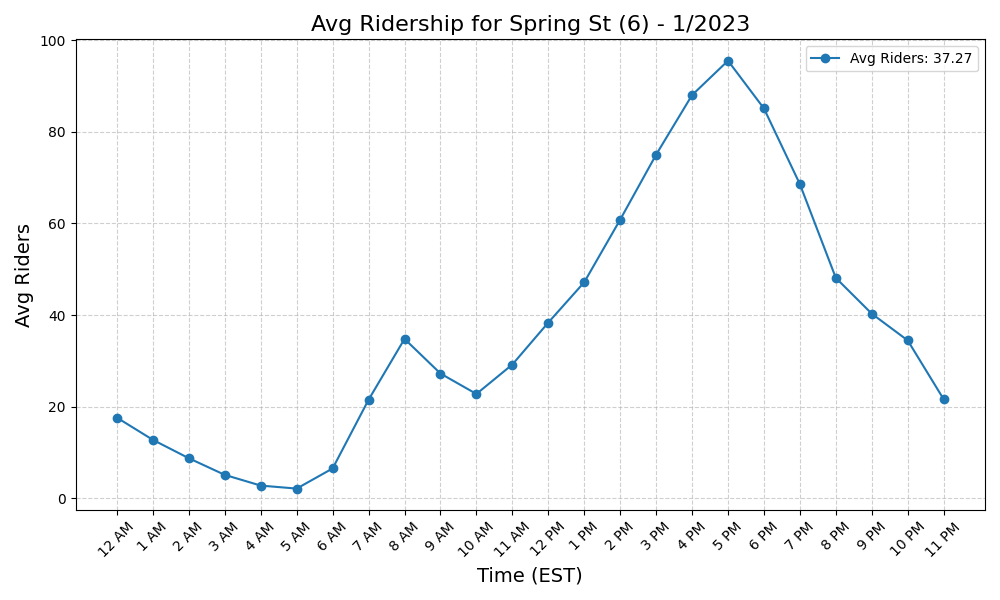 Avg Ridership for Spring St (6) - 1/2023
Avg Riders: 37.27
Avg Riders
100
80
60
40
20
0
12 AM
1 AM
2 AM
3 AM
4 AM
5 AM
6 AM
7 AM
8 AM
9 AM
10 AM
11 AM
12 PM
1 PM
2 PM
3 PM
4 PM
5 PM
6 PM
7 PM
8 PM
9 PM
10 PM
11 PM
Time (EST)